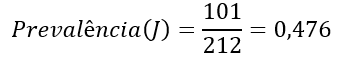 Prevalência(J) = 101/212 = 0,476